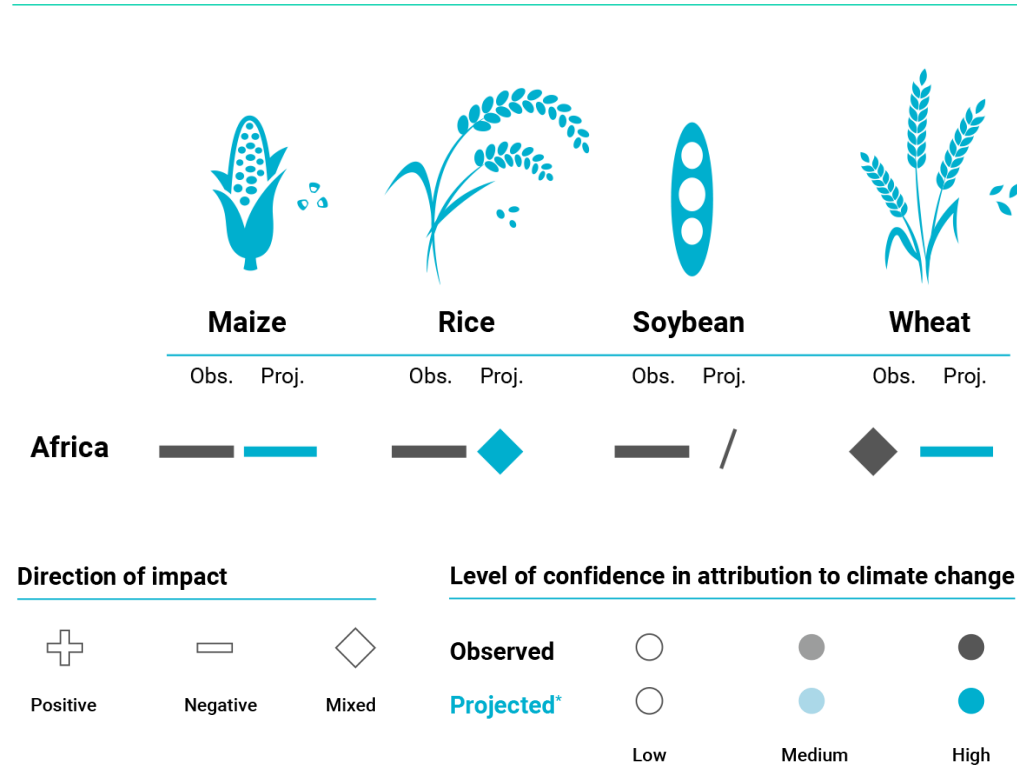 Maize Rice Soybean Wheat
Obs. Proj. Obs. Proj. Obs. Proj. Obs. Proj.
Africa /
Direction of impact
Positive Negative Mixed
Level of confidence in attribution to climate change
Observed
Projected*
Low Medium High